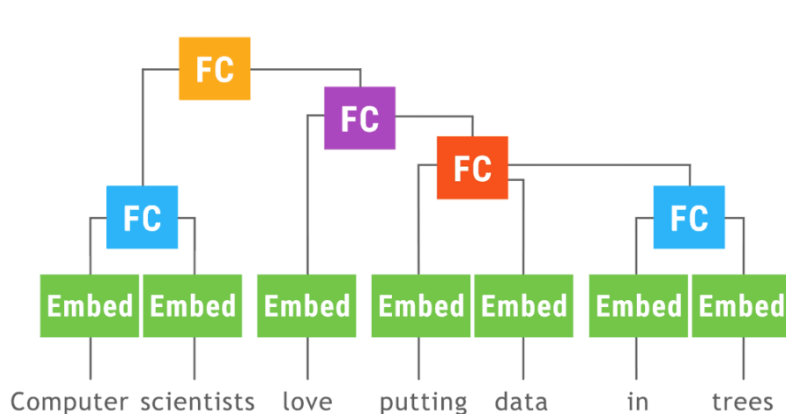 FC
FC
FC
FC FC
Embed Embed Embed Embed Embed Embed Embed
Computer scientists love putting data in trees